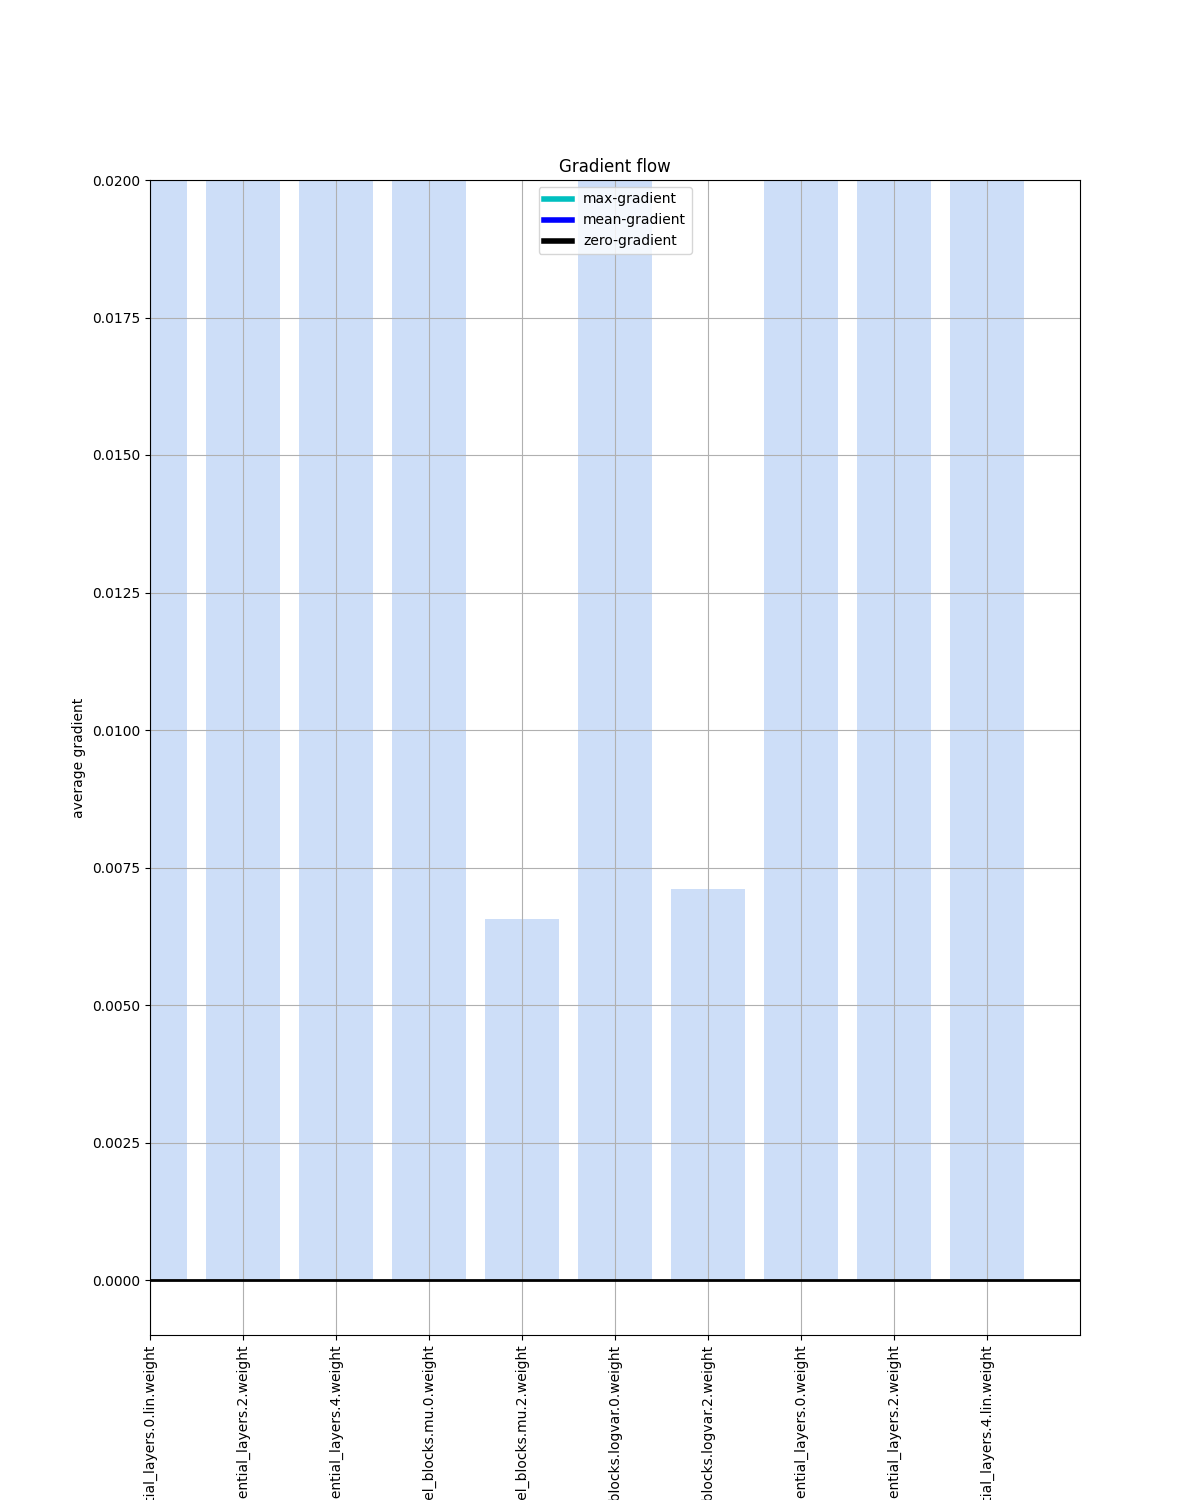 Gradient flow
max-gradient
mean-gradient
zero-gradient
0.0200
0.0175
0.0150
0.0125
0.0100
0.0075
0.0050
0.0025
0.0000
average gradient
tial_layers.0.lin.weight
ential_layers.2.weight
ential_layers.4.weight
el_blocks.mu.0.weight
el_blocks.mu.2.weight
blocks.logvar.0.weight
blocks.logvar.2.weight
ential_layers.0.weight
ential_layers.2.weight
tial_layers.4.lin.weight